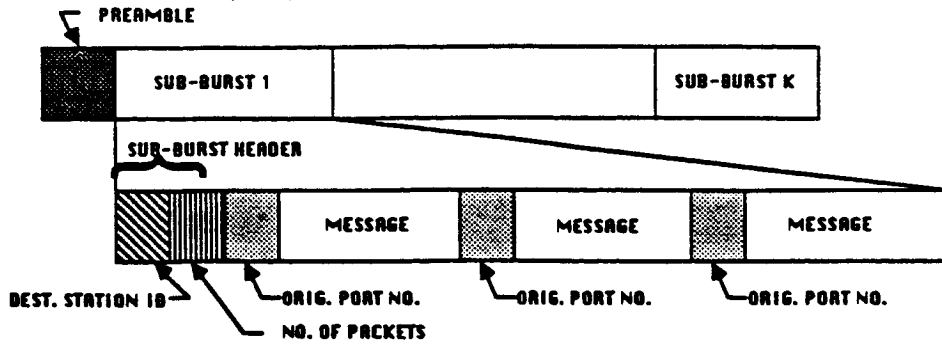 PREAMBLE
SUB-BURST 1
SUB-BURST K
SUB-BURST HEADER
MESSAGE
MESSAGE
MESSAGE
DEST. STATION ID
ORIG. PORT NO.
ORIG. PORT NO.
ORIG. PORT NO.
NO. OF PACKETS